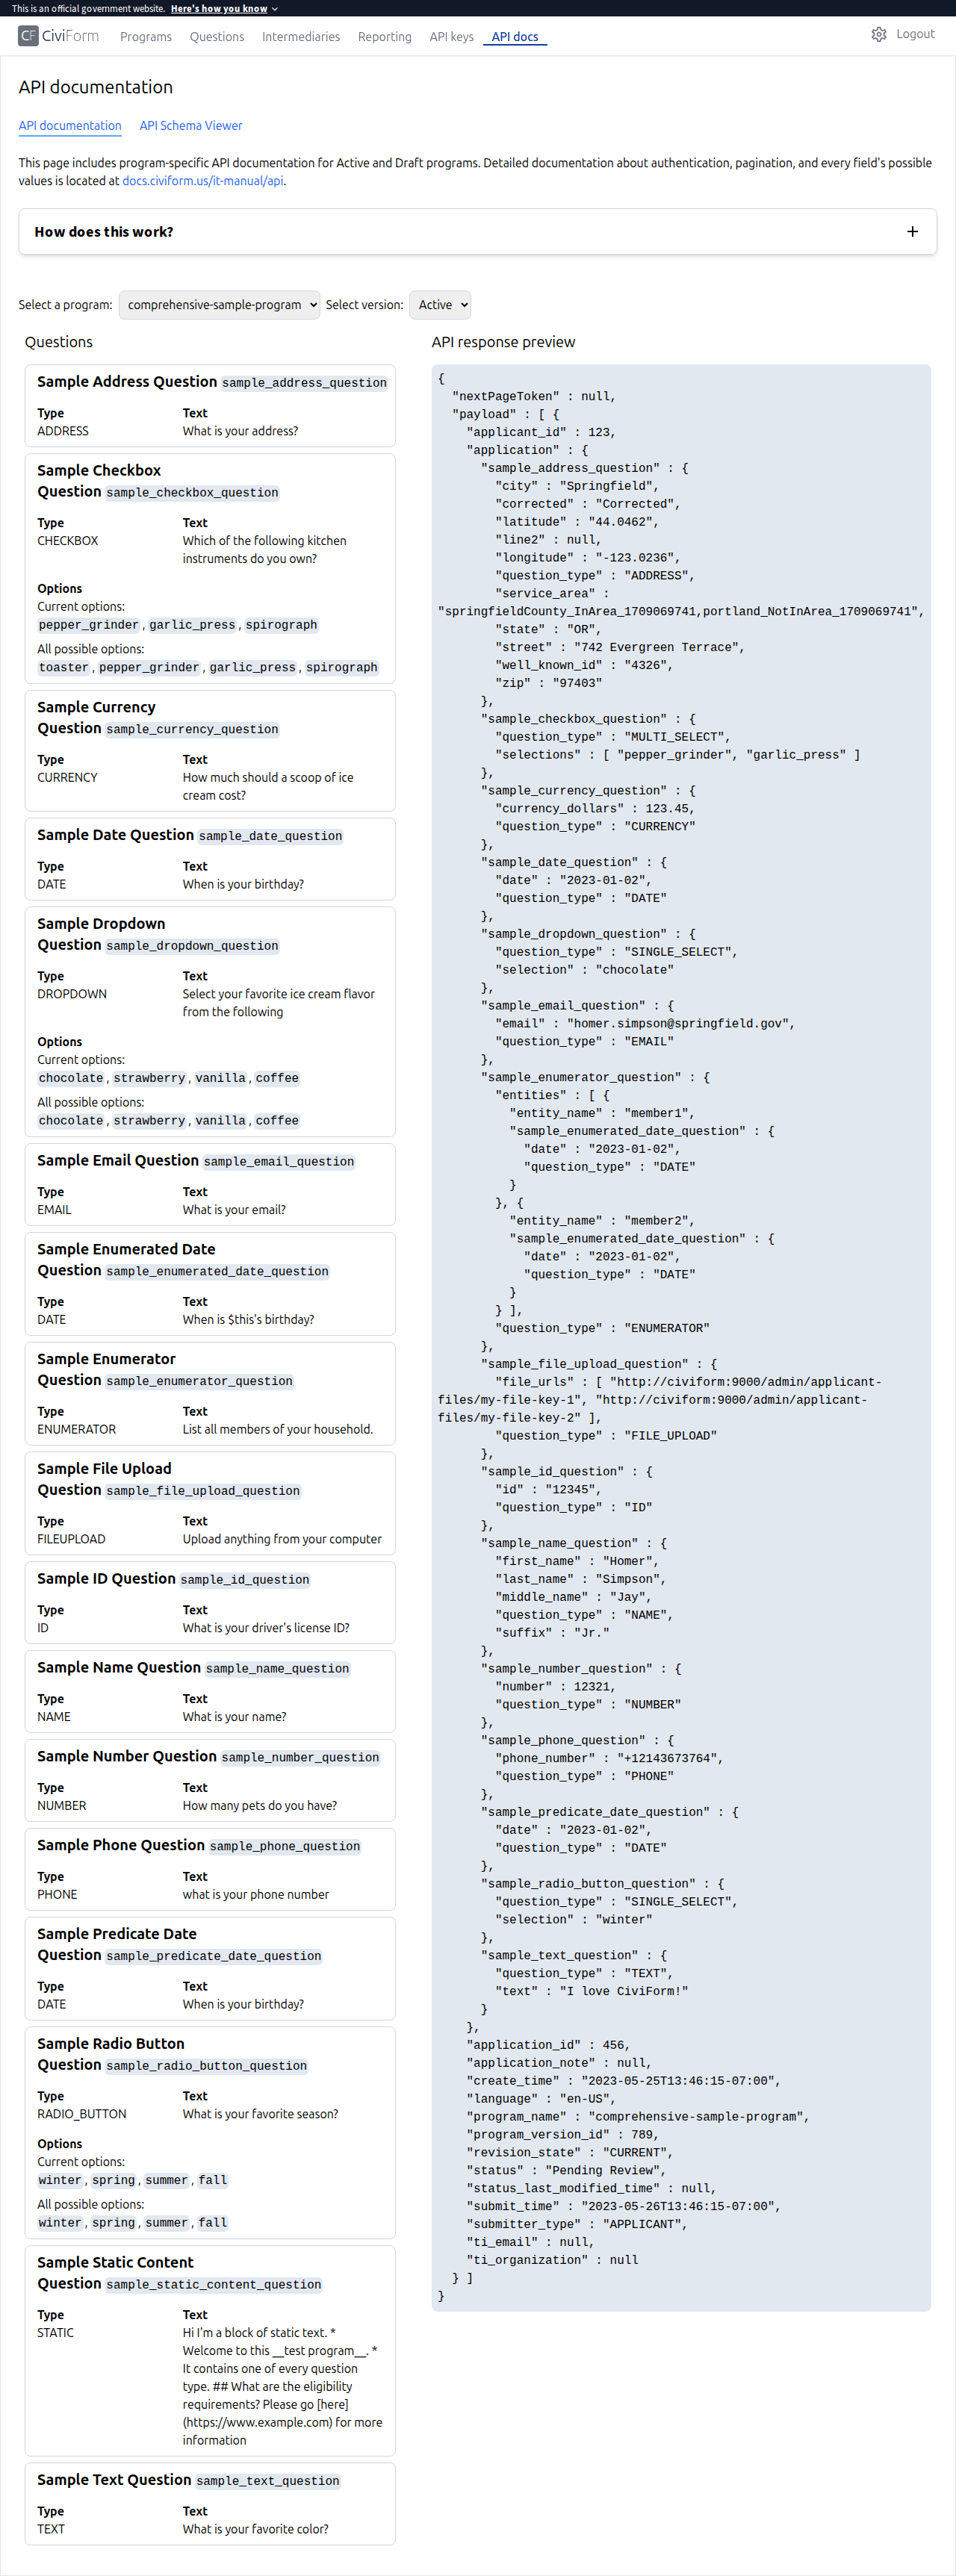 This is an official government website. Here's how you know
CF CiviForm Programs Questions Intermediaries Reporting API keys API docs Logout
API documentation
API documentation API Schema Viewer
This page includes program-specific API documentation for Active and Draft programs. Detailed documentation about authentication, pagination, and every field's possible
values is located at docs.civiform.us/it-manual/api.
How does this work?
Select a program: comprehensive-sample-program Select version: Active
Questions
Sample Address Question sample_address_question
Type Text
ADDRESS What is your address?
Sample Checkbox
Question sample_checkbox_question
Type Text
CHECKBOX Which of the following kitchen
instruments do you own?
Options
Current options:
pepper_grinder , garlic_press , spirograph
All possible options:
toaster , pepper_grinder , garlic_press , spirograph
Sample Currency
Question sample_currency_question
Type Text
CURRENCY How much should a scoop of ice
cream cost?
Sample Date Question sample_date_question
Type Text
DATE When is your birthday?
Sample Dropdown
Question sample_dropdown_question
Type Text
DROPDOWN Select your favorite ice cream flavor
from the following
Options
Current options:
chocolate , strawberry , vanilla , coffee
All possible options:
chocolate , strawberry , vanilla , coffee
Sample Email Question sample_email_question
Type Text
EMAIL What is your email?
Sample Enumerated Date
Question sample_enumerated_date_question
Type Text
DATE When is $this's birthday?
Sample Enumerator
Question sample_enumerator_question
Type Text
ENUMERATOR List all members of your household.
Sample File Upload
Question sample_file_upload_question
Type Text
FILEUPLOAD Upload anything from your computer
Sample ID Question sample_id_question
Type Text
ID What is your driver's license ID?
Sample Name Question sample_name_question
Type Text
NAME What is your name?
Sample Number Question sample_number_question
Type Text
NUMBER How many pets do you have?
Sample Phone Question sample_phone_question
Type Text
PHONE what is your phone number
Sample Predicate Date
Question sample_predicate_date_question
Type Text
DATE When is your birthday?
Sample Radio Button
Question sample_radio_button_question
Type Text
RADIO_BUTTON What is your favorite season?
Options
Current options:
winter , spring , summer , fall
All possible options:
winter , spring , summer , fall
Sample Static Content
Question sample_static_content_question
Type Text
STATIC Hi I'm a block of static text. *
Welcome to this __test program__. *
It contains one of every question
type. ## What are the eligibility
requirements? Please go [here]
(https://www.example.com) for more
information
Sample Text Question sample_text_question
Type Text
TEXT What is your favorite color?
API response preview
{
"nextPageToken" : null,
"payload" : [ {
"applicant_id" : 123,
"application" : {
"sample_address_question" : {
"city" : "Springfield",
"corrected" : "Corrected",
"latitude" : "44.0462",
"line2" : null,
"longitude" : "-123.0236",
"question_type" : "ADDRESS",
"service_area" :
"springfieldCounty_InArea_1709069741,portland_NotInArea_1709069741",
"state" : "OR",
"street" : "742 Evergreen Terrace",
"well_known_id" : "4326",
"zip" : "97403"
},
"sample_checkbox_question" : {
"question_type" : "MULTI_SELECT",
"selections" : [ "pepper_grinder", "garlic_press" ]
},
"sample_currency_question" : {
"currency_dollars" : 123.45,
"question_type" : "CURRENCY"
},
"sample_date_question" : {
"date" : "2023-01-02",
"question_type" : "DATE"
},
"sample_dropdown_question" : {
"question_type" : "SINGLE_SELECT",
"selection" : "chocolate"
},
"sample_email_question" : {
"email" : "homer.simpson@springfield.gov",
"question_type" : "EMAIL"
},
"sample_enumerator_question" : {
"entities" : [ {
"entity_name" : "member1",
"sample_enumerated_date_question" : {
"date" : "2023-01-02",
"question_type" : "DATE"
}
}, {
"entity_name" : "member2",
"sample_enumerated_date_question" : {
"date" : "2023-01-02",
"question_type" : "DATE"
}
} ],
"question_type" : "ENUMERATOR"
},
"sample_file_upload_question" : {
"file_urls" : [ "http://civiform:9000/admin/applicant-
files/my-file-key-1", "http://civiform:9000/admin/applicant-
files/my-file-key-2" ],
"question_type" : "FILE_UPLOAD"
},
"sample_id_question" : {
"id" : "12345",
"question_type" : "ID"
},
"sample_name_question" : {
"first_name" : "Homer",
"last_name" : "Simpson",
"middle_name" : "Jay",
"question_type" : "NAME",
"suffix" : "Jr."
},
"sample_number_question" : {
"number" : 12321,
"question_type" : "NUMBER"
},
"sample_phone_question" : {
"phone_number" : "+12143673764",
"question_type" : "PHONE"
},
"sample_predicate_date_question" : {
"date" : "2023-01-02",
"question_type" : "DATE"
},
"sample_radio_button_question" : {
"question_type" : "SINGLE_SELECT",
"selection" : "winter"
},
"sample_text_question" : {
"question_type" : "TEXT",
"text" : "I love CiviForm!"
}
},
"application_id" : 456,
"application_note" : null,
"create_time" : "2023-05-25T13:46:15-07:00",
"language" : "en-US",
"program_name" : "comprehensive-sample-program",
"program_version_id" : 789,
"revision_state" : "CURRENT",
"status" : "Pending Review",
"status_last_modified_time" : null,
"submit_time" : "2023-05-26T13:46:15-07:00",
"submitter_type" : "APPLICANT",
"ti_email" : null,
"ti_organization" : null
} ]
}